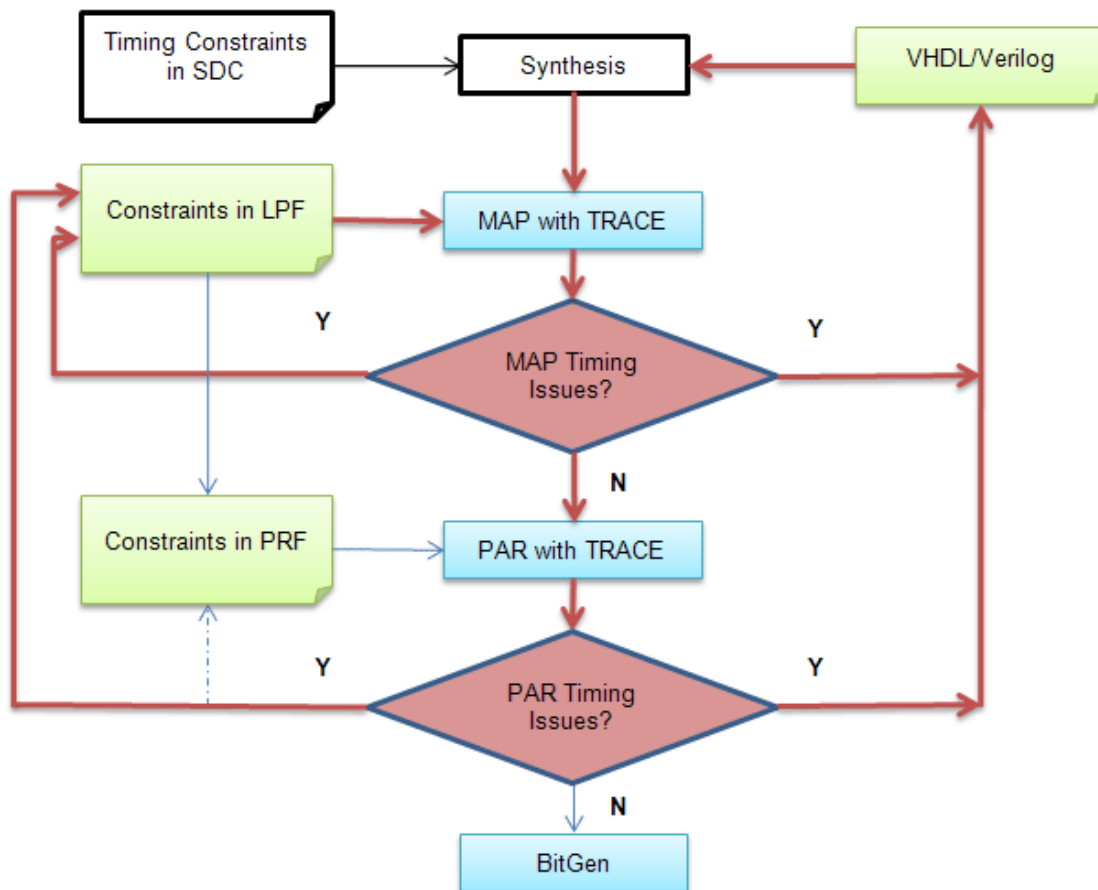 Timing Constraints
in SDC
Synthesis
VHDL/Verilog
Constraints in LPF
MAP with TRACE
Y
Y
MAP Timing
Issues?
N
Constraints in PRF
PAR with TRACE
Y
Y
PAR Timing
Issues?
N
BitGen